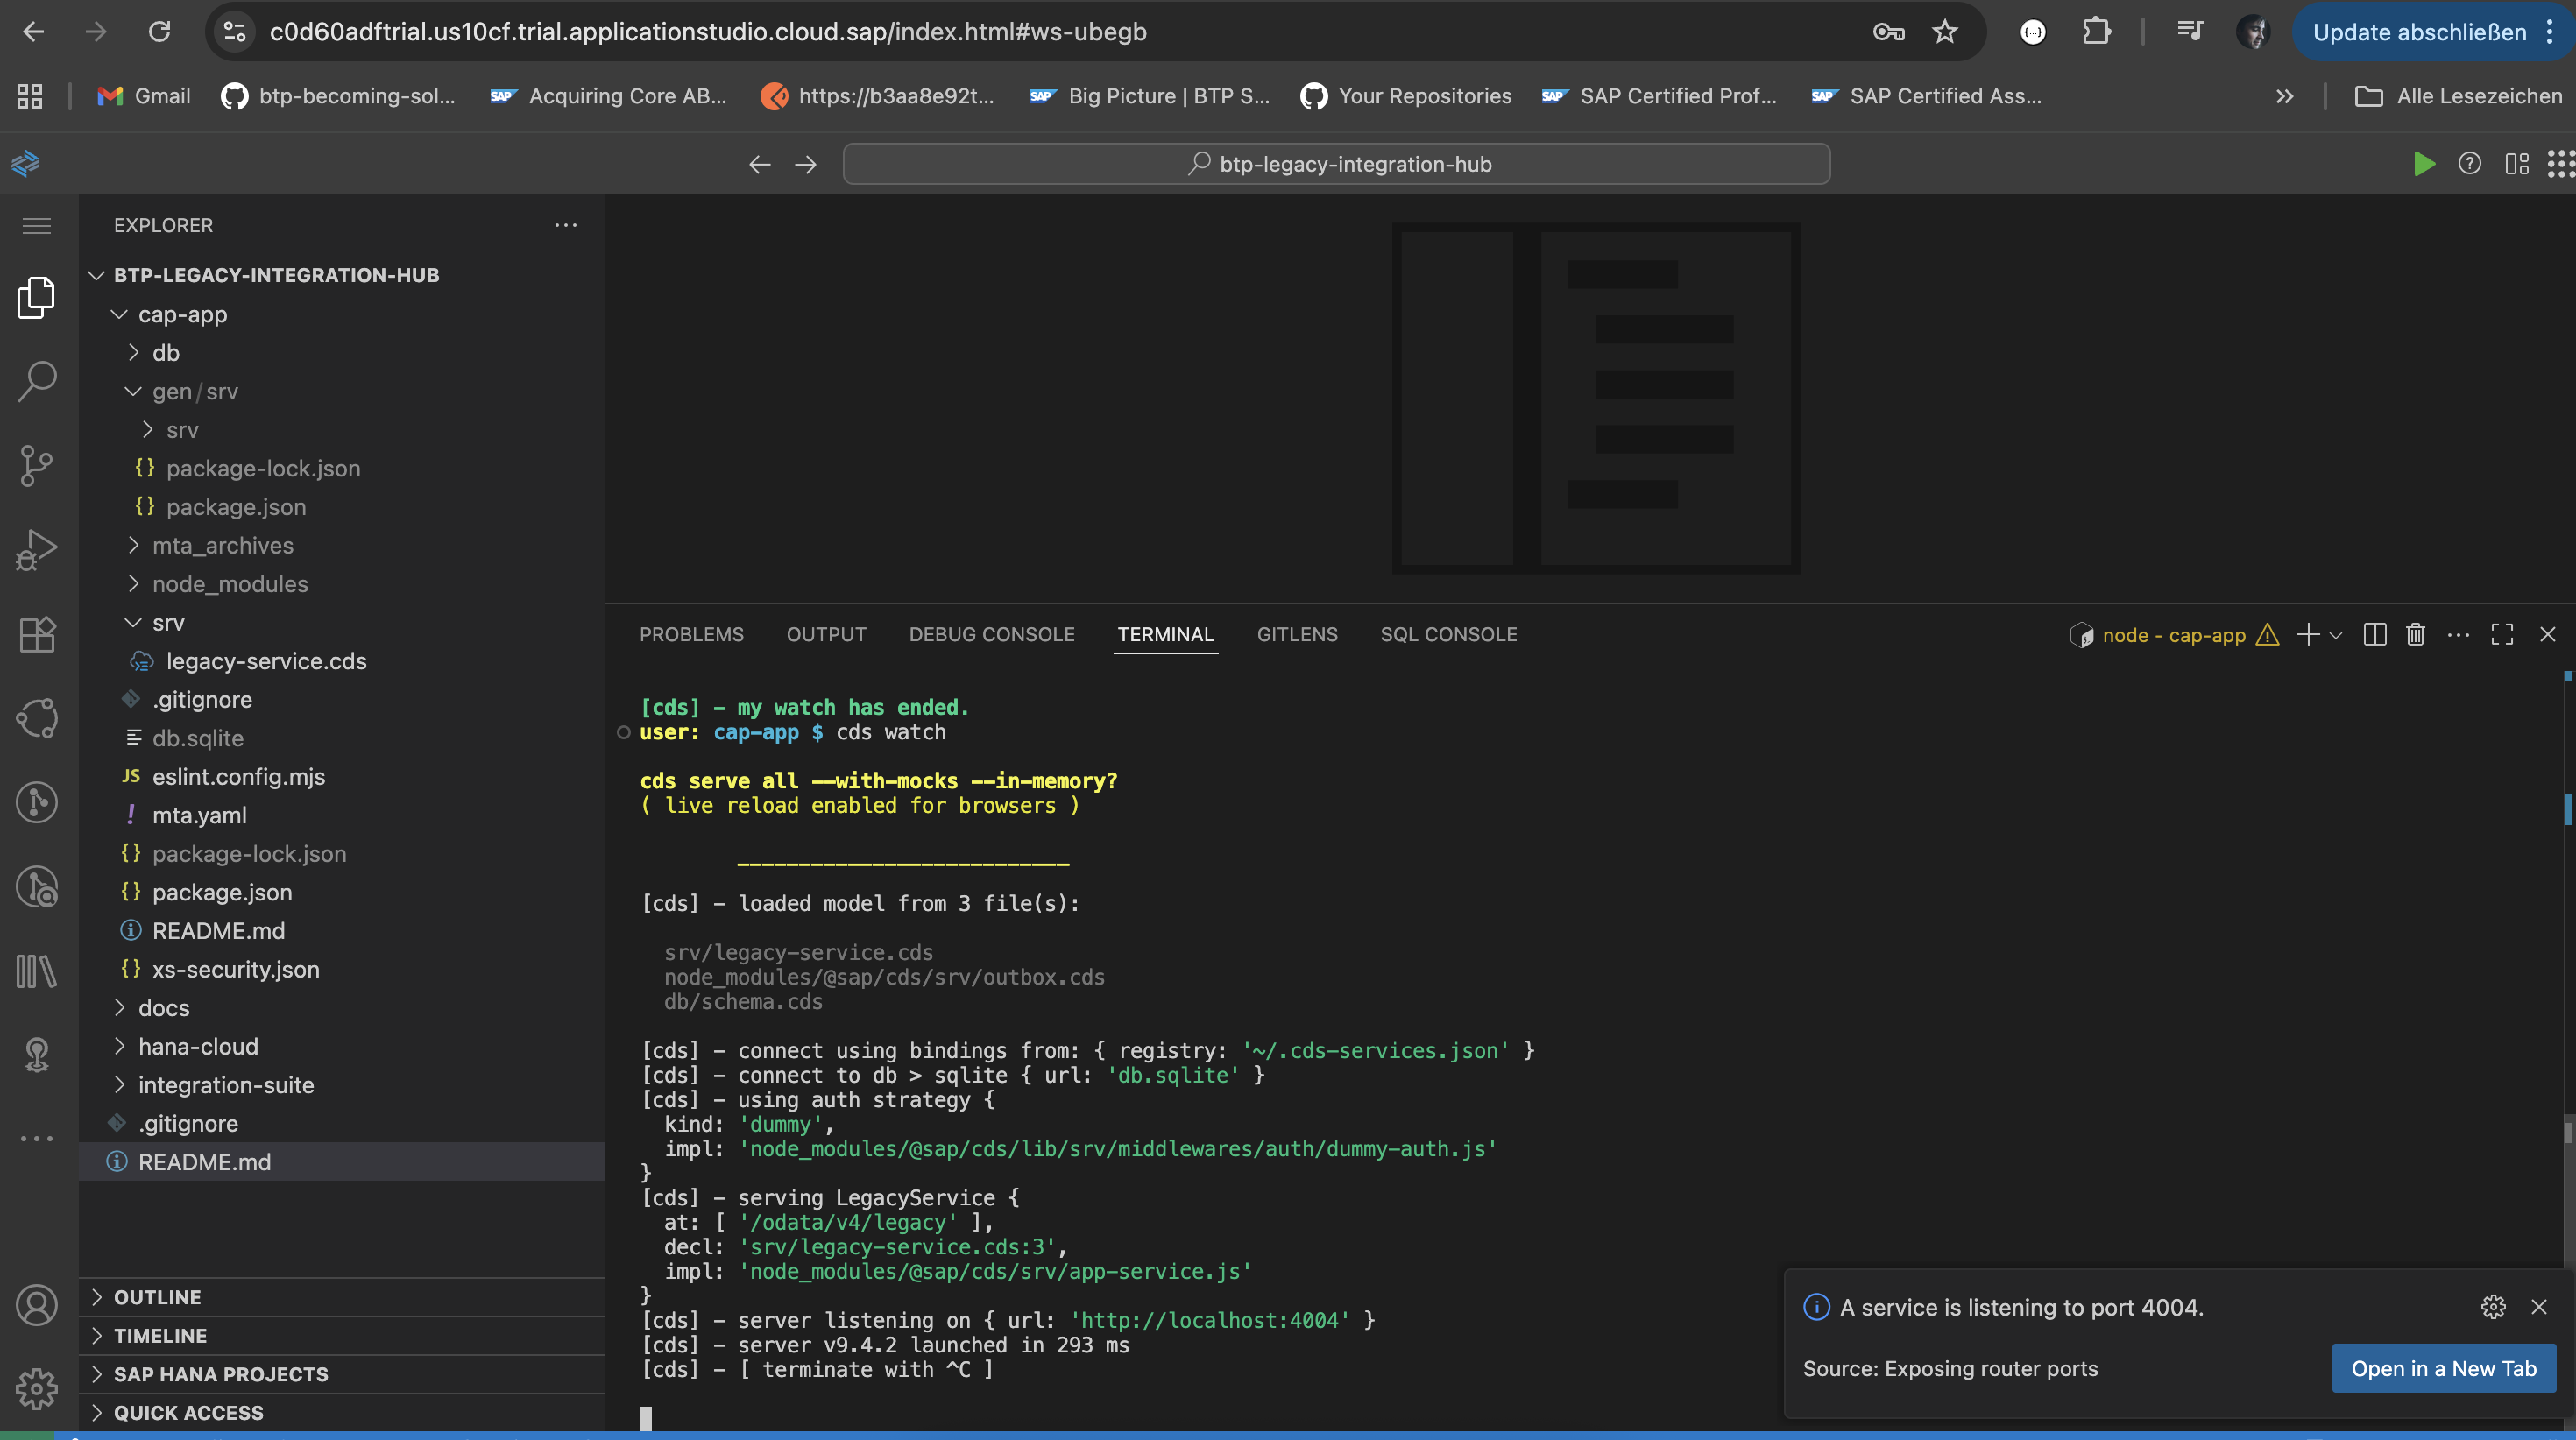 c0d60adftrial.us10cf.trial.applicationstudio.cloud.sap/index.html#ws-ubegb
Update abschließen
Gmail
btp-becoming-sol...
SAP Acquiring Core AB...
https://b3aa8e92t...
SAP Big Picture | BTP S...
Your Repositories
SAP SAP Certified Prof...
SAP SAP Certified Ass...
Alle Lesezeichen
btp-legacy-integration-hub
EXPLORER
BTP-LEGACY-INTEGRATION-HUB
cap-app
db
gen/srv
srv
{} package-lock.json
{} package.json
mta_archives
node_modules
srv
legacy-service.cds
.gitignore
db.sqlite
JS eslint.config.mjs
! mta.yaml
{} package-lock.json
{} package.json
README.md
{} xs-security.json
docs
hana-cloud
integration-suite
.gitignore
README.md
OUTLINE
TIMELINE
SAP HANA PROJECTS
QUICK ACCESS
PROBLEMS OUTPUT DEBUG CONSOLE TERMINAL GITLENS SQL CONSOLE
node - cap-app
[cds] - my watch has ended.
user: cap-app $ cds watch
cds serve all --with-mocks --in-memory?
( live reload enabled for browsers )
___________________________
[cds] - loaded model from 3 file(s):
srv/legacy-service.cds
node_modules/@sap/cds/srv/outbox.cds
db/schema.cds
[cds] - connect using bindings from: { registry: '~/.cds-services.json' }
[cds] - connect to db > sqlite { url: 'db.sqlite' }
[cds] - using auth strategy {
kind: 'dummy',
impl: 'node_modules/@sap/cds/lib/srv/middlewares/auth/dummy-auth.js'
}
[cds] - serving LegacyService {
at: [ '/odata/v4/legacy' ],
decl: 'srv/legacy-service.cds:3',
impl: 'node_modules/@sap/cds/srv/app-service.js'
}
[cds] - server listening on { url: 'http://localhost:4004' }
[cds] - server v9.4.2 launched in 293 ms
[cds] - [ terminate with ^C ]
A service is listening to port 4004.
Source: Exposing router ports
Open in a New Tab